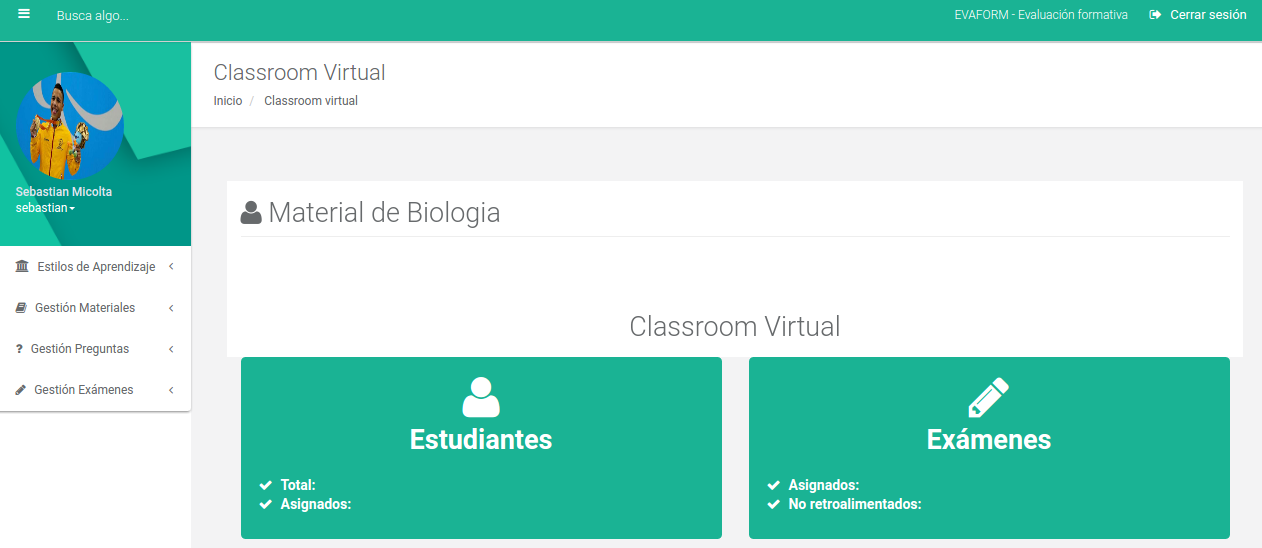 Busca algo...
EVAFORM - Evaluación formativa
Cerrar sesión
Sebastian Micolta
sebastian
Estilos de Aprendizaje
Gestión Materiales
Gestión Preguntas
Gestión Exámenes
Classroom Virtual
Inicio / Classroom virtual
Material de Biologia
Classroom Virtual
Estudiantes
Total:
Asignados:
Exámenes
Asignados:
No retroalimentados: